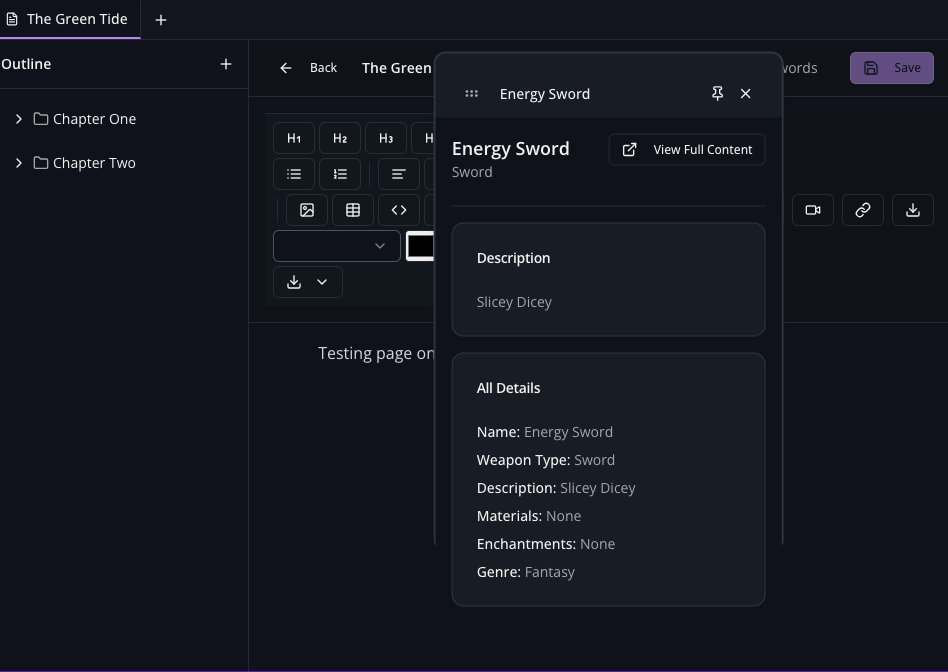 The Green Tide
Outline
Back
The Green
Save
Chapter One
Chapter Two
H1
H2
H3
H
Testing page on
Energy Sword
Energy Sword
View Full Content
Sword
Description
Slicey Dicey
All Details
Name: Energy Sword
Weapon Type: Sword
Description: Slicey Dicey
Materials: None
Enchantments: None
Genre: Fantasy